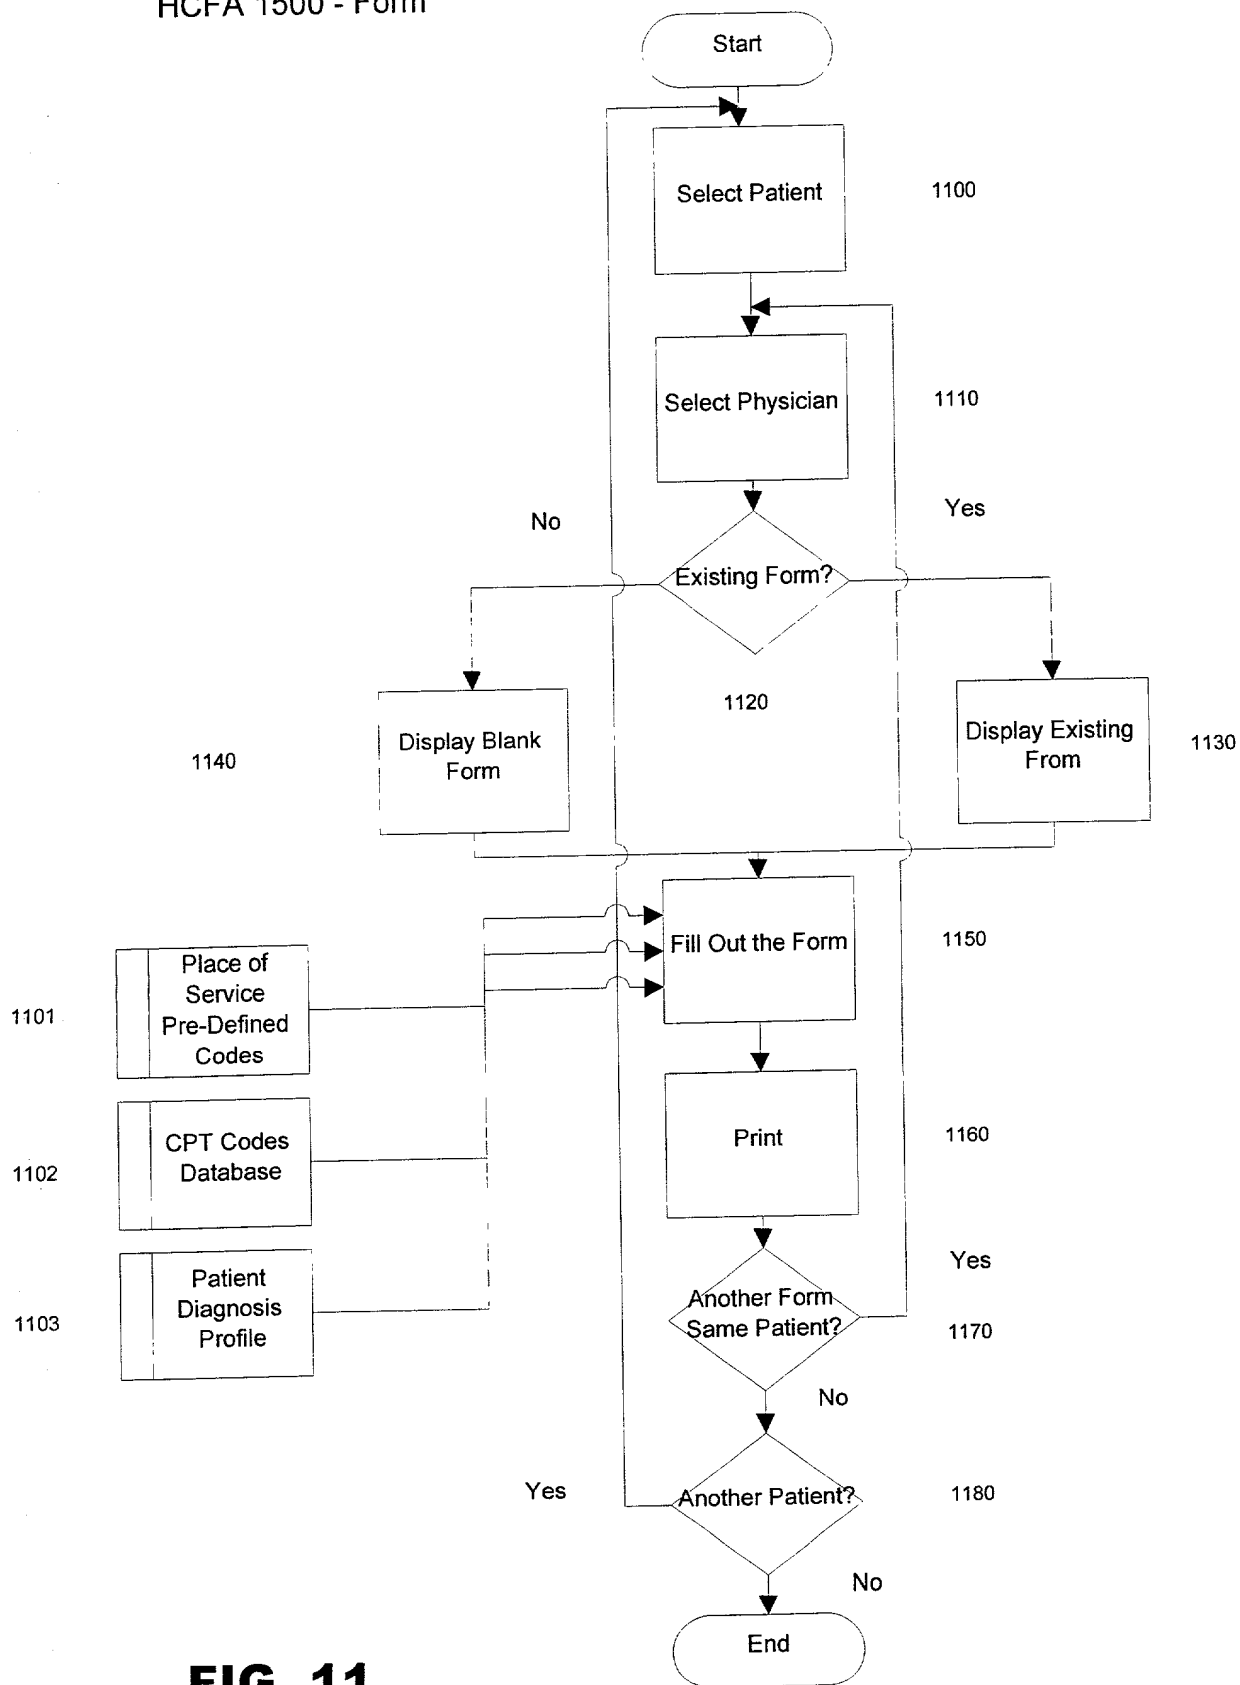 HCFA 1500 - Form
Start
Select Patient
1100
Select Physician
1110
No
Yes
Existing Form?
1120
1140
Display Blank
Form
Display Existing
From
1130
Fill Out the Form
1150
1101
Place of
Service
Pre-Defined
Codes
1102
CPT Codes
Database
Print
1160
1103
Patient
Diagnosis
Profile
Yes
Another Form
Same Patient?
1170
No
Yes
Another Patient?
1180
No
End
FIG. 11